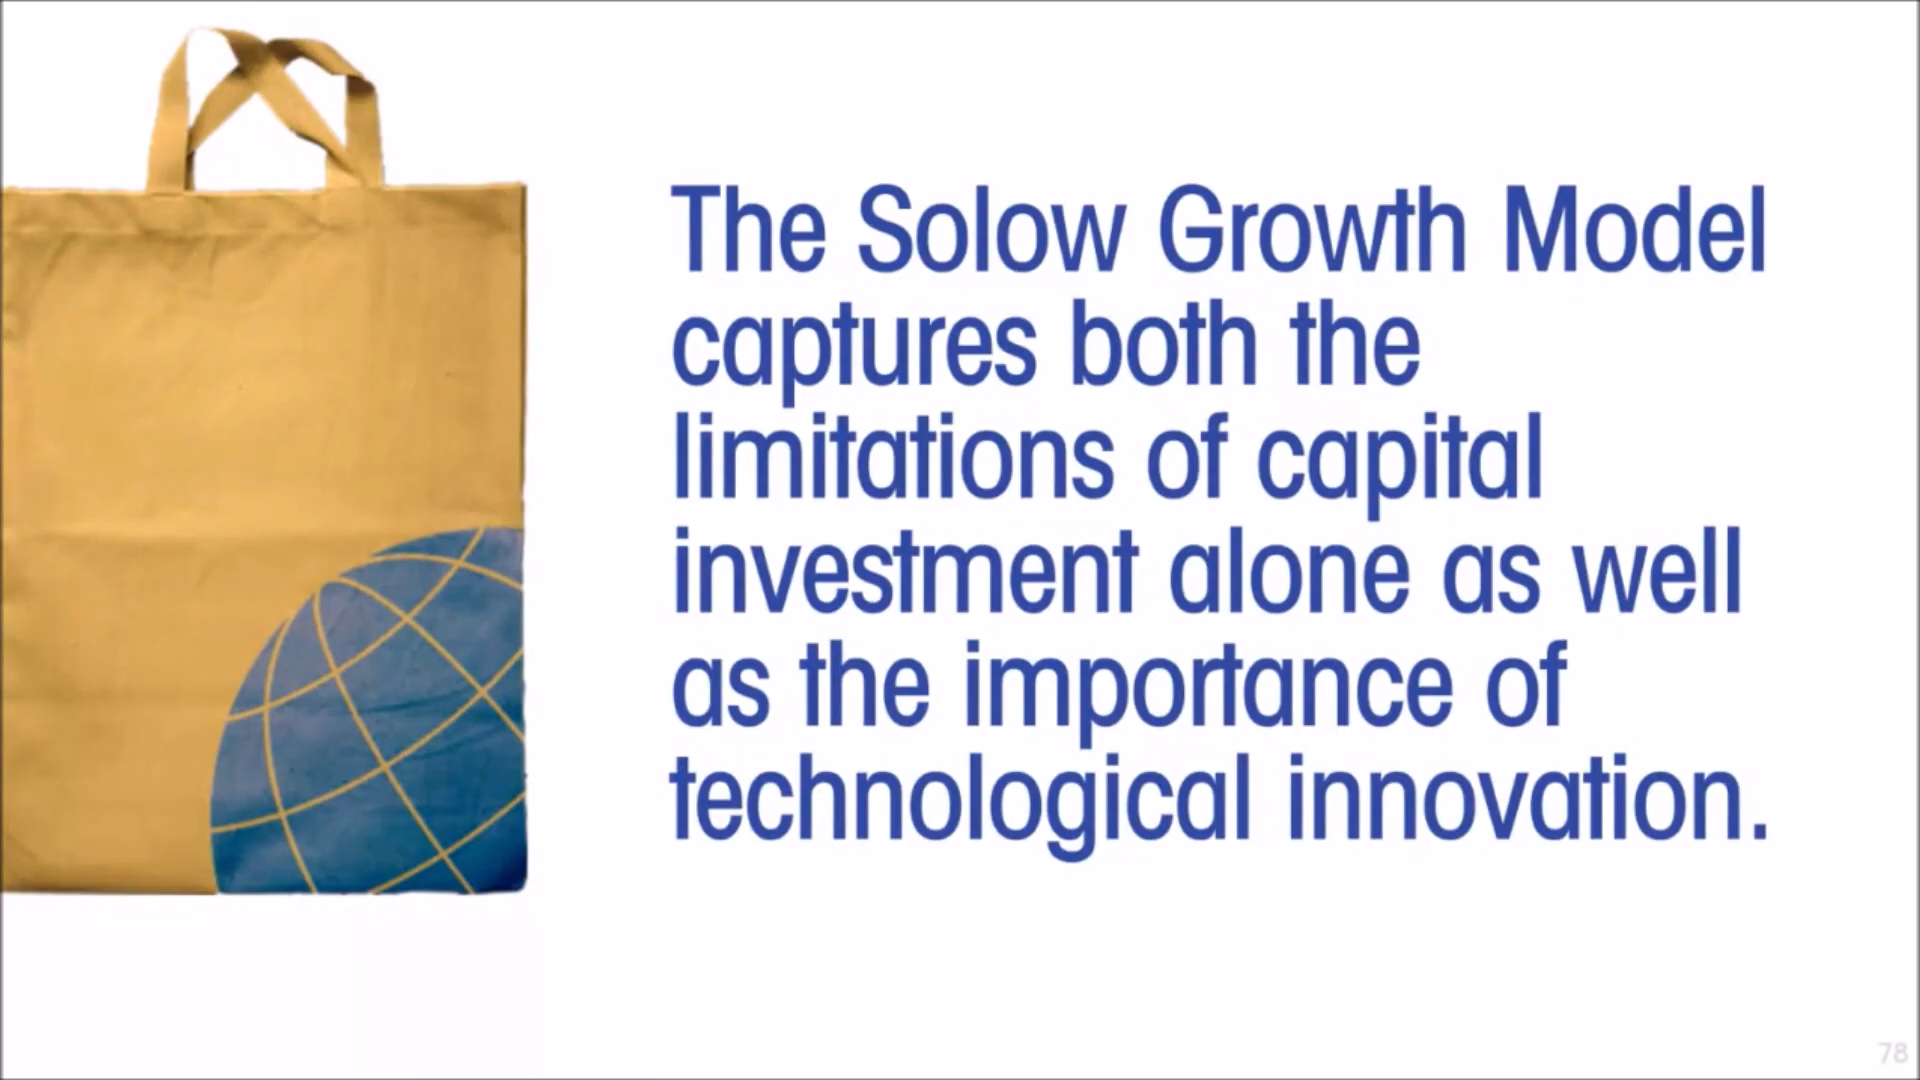 The Solow Growth Model
captures both the
limitations of capital
investment alone as well
as the importance of
technological innovation.
78